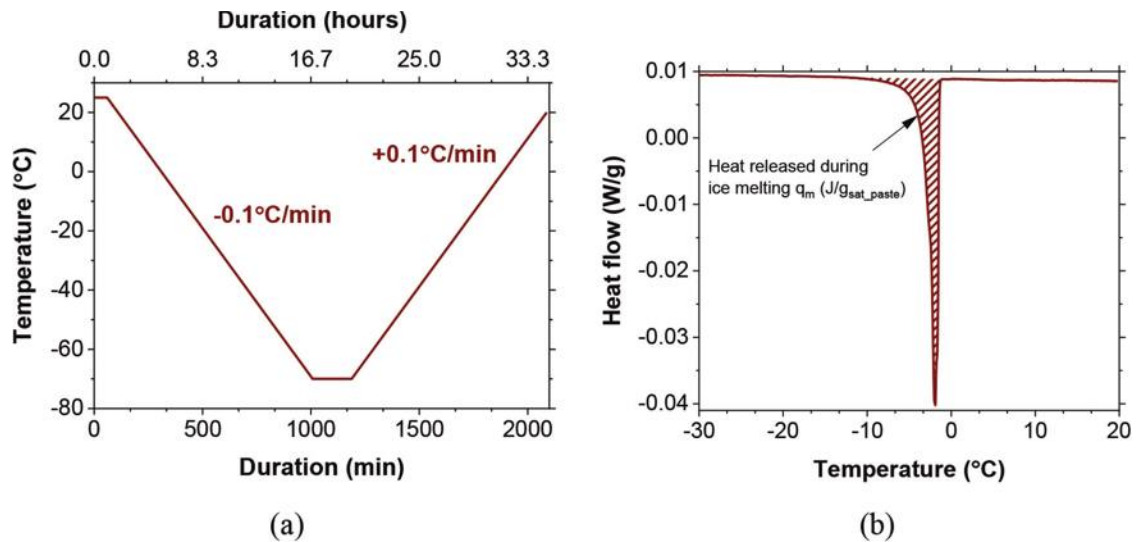 Duration (hours)
0.0 8.3 16.7 25.0 33.3
20
0
-20
-40
-60
-80
Temperature (°C)
-0.1°C/min
+0.1°C/min
0 500 1000 1500 2000
Duration (min)
(a)
0.01
0.00
-0.01
-0.02
-0.03
-0.04
Heat flow (W/g)
Heat released during
ice melting qm (J/gsat_paste)
-30 -20 -10 0 10 20
Temperature (°C)
(b)